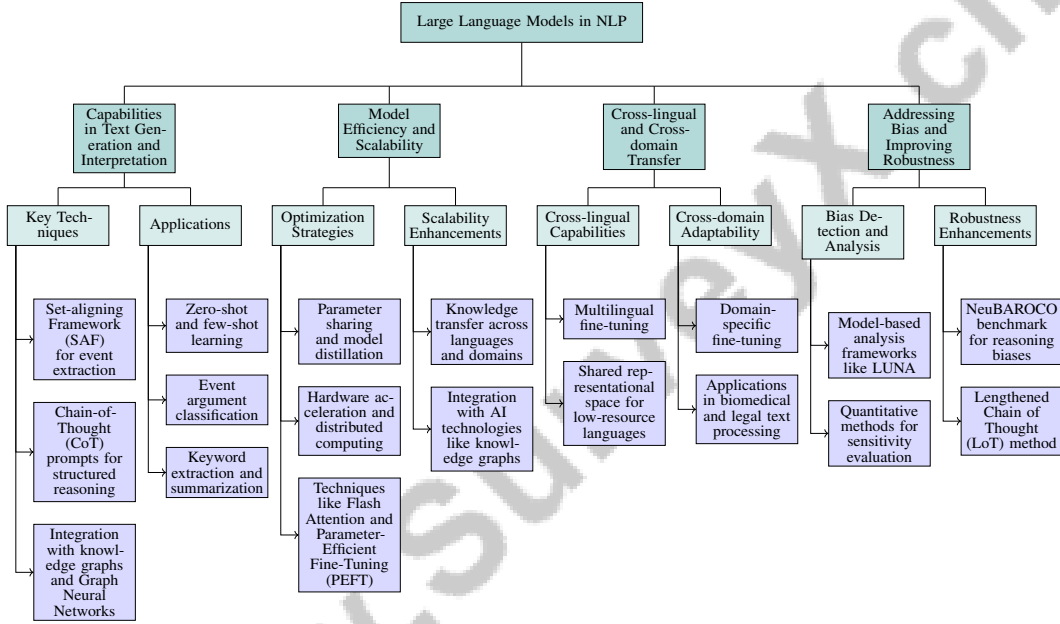 Large Language Models in NLP
Capabilities
in Text Gen-
eration and
Interpretation
Model
Efficiency and
Scalability
Cross-lingual
and Cross-
domain
Transfer
Addressing
Bias and
Improving
Robustness
Key Tech-
niques
Applications
Optimization
Strategies
Scalability
Enhancements
Cross-lingual
Capabilities
Cross-domain
Adaptability
Bias De-
tection and
Analysis
Robustness
Enhancements
Set-aligning
Framework
(SAF)
for event
extraction
Chain-of-
Thought (CoT)
prompts for
structured
reasoning
Integration
with knowl-
edge graphs
and Graph
Neural
Networks
Zero-shot
and few-shot
learning
Event
argument
classification
Keyword
extraction and
summarization
Parameter
sharing
and model
distillation
Hardware ac-
celeration and
distributed
computing
Techniques
like Flash
Attention and
Parameter-
Efficient
Fine-Tuning
(PEFT)
Knowledge
transfer across
languages
and domains
Integration
with AI
technologies
like knowl-
edge graphs
Multilingual
fine-tuning
Shared rep-
resentational
space for
low-resource
languages
Domain-
specific
fine-tuning
Applications
in biomedical
and legal text
processing
Model-based
analysis
frameworks
like LUNA
Quantitative
methods for
sensitivity
evaluation
NeuBAROCO
benchmark
for reasoning
biases
Lengthened
Chain of
Thought
(LoT) method